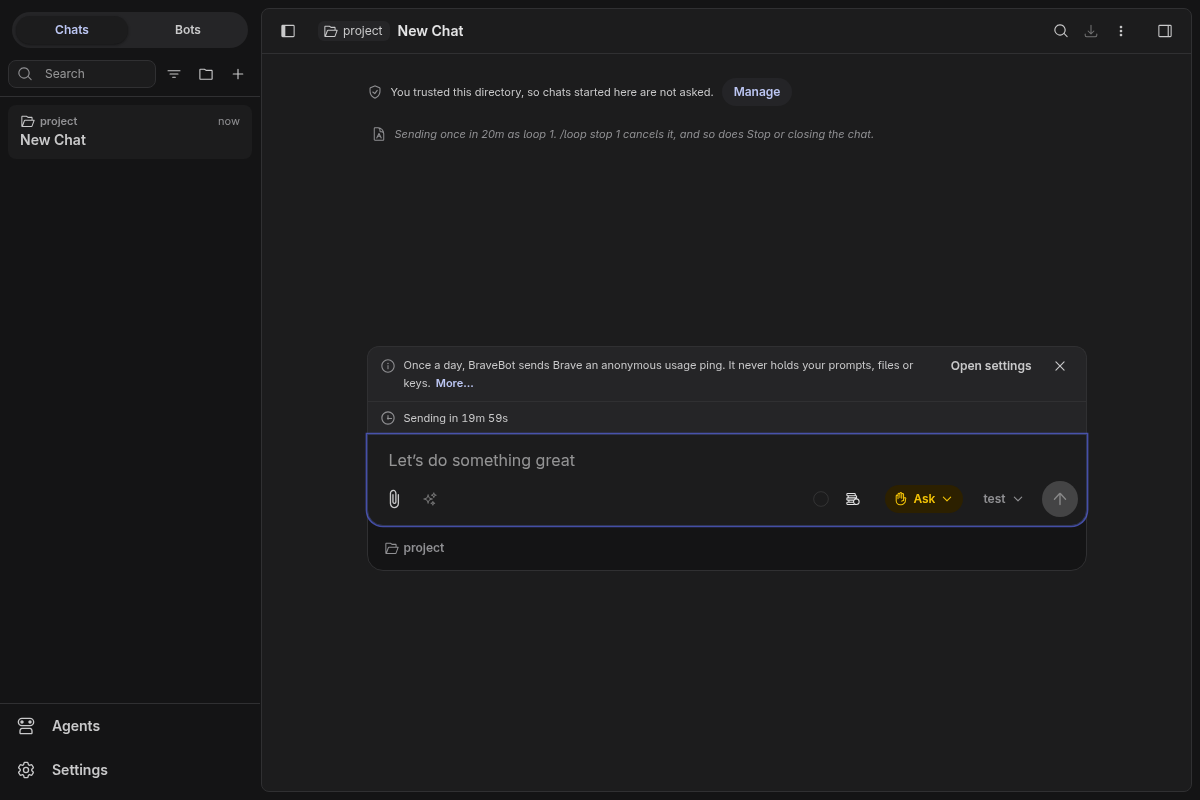 Chats
Bots
Search
project
now
New Chat
Agents
Settings
project
New Chat
You trusted this directory, so chats started here are not asked.
Manage
Sending once in 20m as loop 1. /loop stop 1 cancels it, and so does Stop or closing the chat.
Once a day, BraveBot sends Brave an anonymous usage ping. It never holds your prompts, files or
keys. More...
Open settings
Sending in 19m 59s
Let's do something great
Ask
test
project